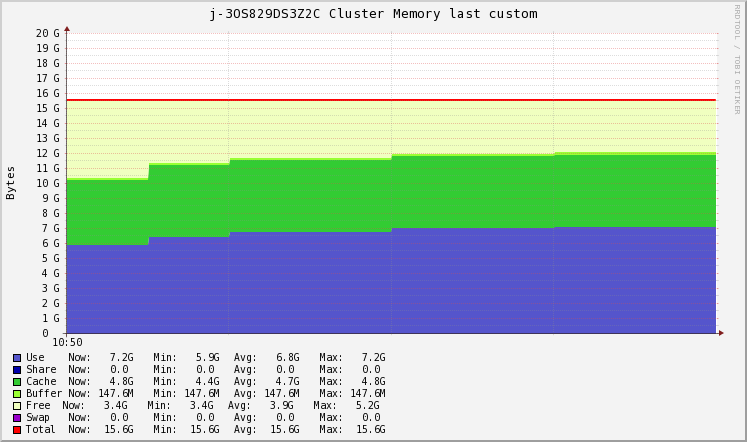 j-3OS829DS3Z2C Cluster Memory last custom
RRDTOOL / TOBI OETIKER
Bytes
20 G
19 G
18 G
17 G
16 G
15 G
14 G
13 G
12 G
11 G
10 G
9 G
8 G
7 G
6 G
5 G
4 G
3 G
2 G
1 G
0
10:50
Use Now: 7.2G Min: 5.9G Avg: 6.8G Max: 7.2G
Share Now: 0.0 Min: 0.0 Avg: 0.0 Max: 0.0
Cache Now: 4.8G Min: 4.4G Avg: 4.7G Max: 4.8G
Buffer Now: 147.6M Min: 147.6M Avg: 147.6M Max: 147.6M
Free Now: 3.4G Min: 3.4G Avg: 3.9G Max: 5.2G
Swap Now: 0.0 Min: 0.0 Avg: 0.0 Max: 0.0
Total Now: 15.6G Min: 15.6G Avg: 15.6G Max: 15.6G